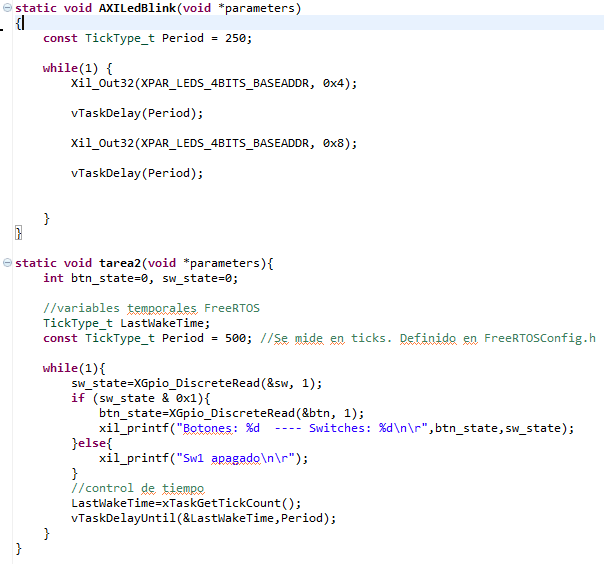 static void AXILedBlink(void *parameters)
{
    const TickType_t Period = 250;
    while(1) {
        Xil_Out32(XPAR_LEDS_4BITS_BASEADDR, 0x4);
        vTaskDelay(Period);
        Xil_Out32(XPAR_LEDS_4BITS_BASEADDR, 0x8);
        vTaskDelay(Period);
    }
}
static void tarea2(void *parameters){
    int btn_state=0, sw_state=0;
    //variables temporales FreeRTOS
    TickType_t LastWakeTime;
    const TickType_t Period = 500; //Se mide en ticks. Definido en FreeRTOSConfig.h
    while(1){
        sw_state=XGpio_DiscreteRead(&sw, 1);
        if (sw_state & 0x1){
            btn_state=XGpio_DiscreteRead(&btn, 1);
            xil_printf("Botones: %d  ---- Switches: %d\n\r",btn_state,sw_state);
        }else{
            xil_printf("Sw1 apagado\n\r");
        }
        //control de tiempo
        LastWakeTime=xTaskGetTickCount();
        vTaskDelayUntil(&LastWakeTime,Period);
    }
}